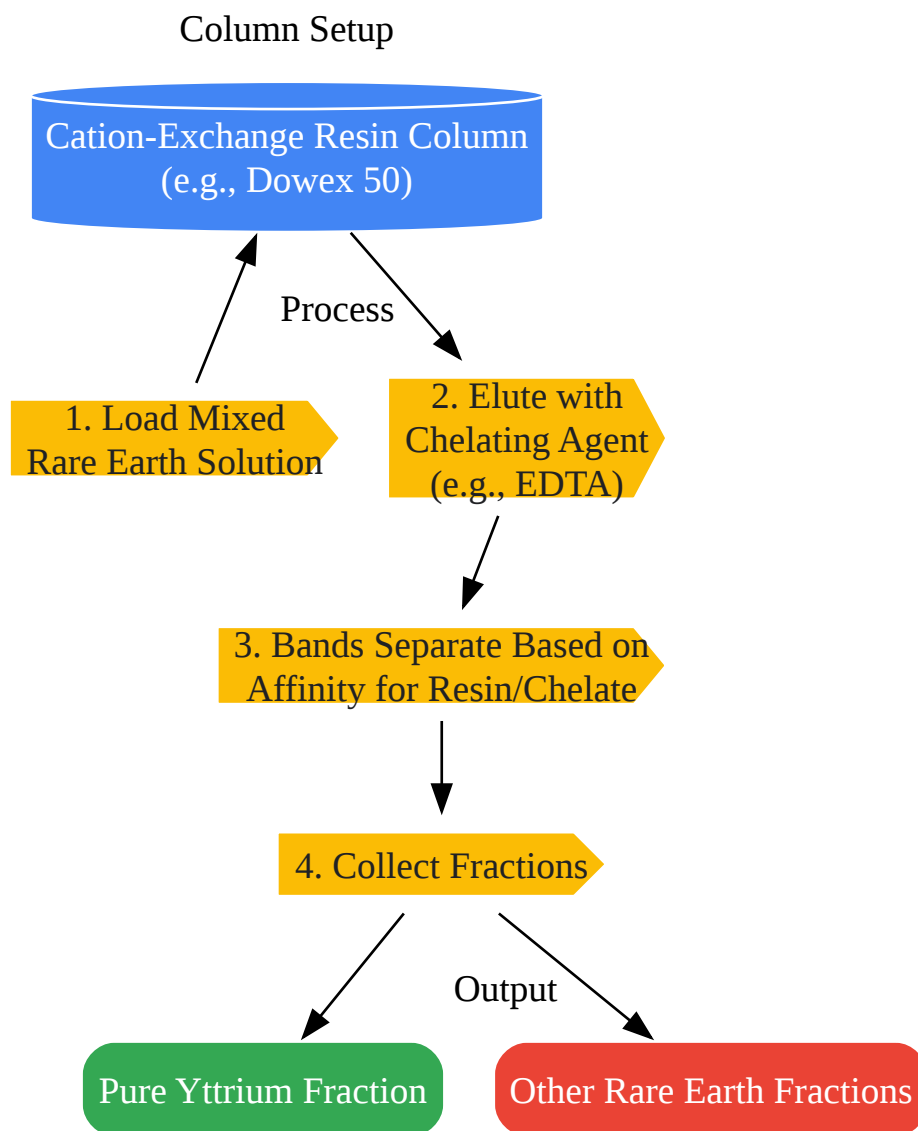 Column Setup
Cation-Exchange Resin Column
(e.g., Dowex 50)
Process
1. Load Mixed
Rare Earth Solution
2. Elute with
Chelating Agent
(e.g., EDTA)
3. Bands Separate Based on
Affinity for Resin/Chelate
4. Collect Fractions
Output
Pure Yttrium Fraction
Other Rare Earth Fractions